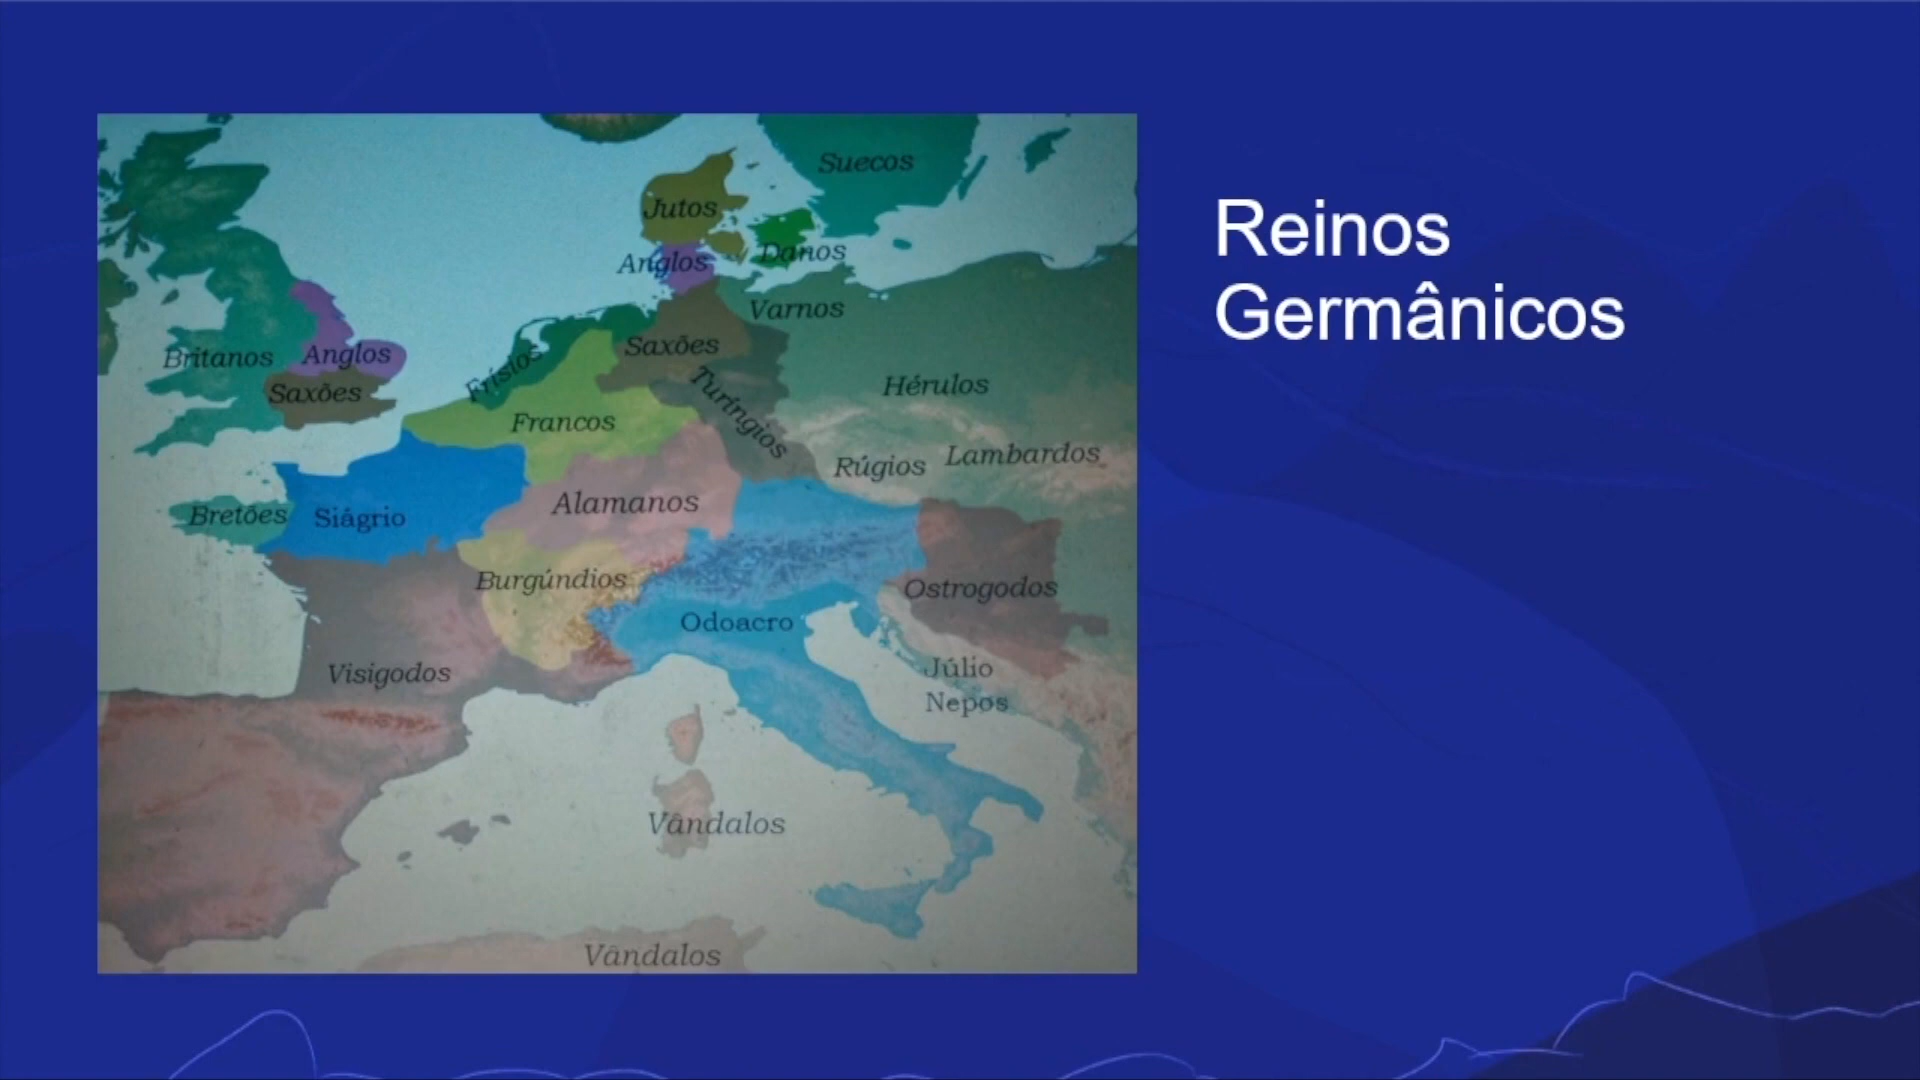 Reinos
Germânicos
Suecos
Jutos
Danos
Anglos
Varnos
Saxões
Britanos
Anglos
Frísios
Saxões
Turíngios
Hérulos
Francos
Lambardos
Rúgios
Alamanos
Bretões
Siágrio
Burgúndios
Ostrogodos
Odoacro
Visigodos
Júlio
Nepos
Vândalos
Vândalos